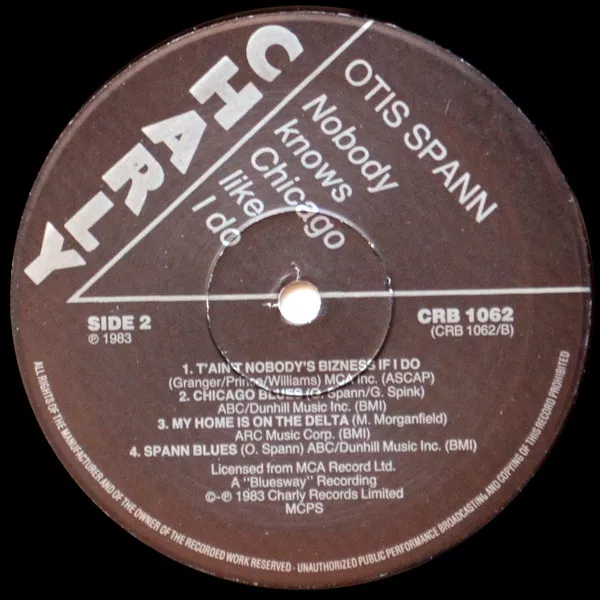 CHARLY
OTIS SPANN
Nobody
knows
Chicago
like
I do
SIDE 2
℗ 1983
CRB 1062
(CRB 1062/B)
1. T'AIN'T NOBODY'S BIZNESS IF I DO
(Granger/Prince/Williams) MCA Inc. (ASCAP)
2. CHICAGO BLUES (O. Spann/G. Spink)
ABC/Dunhill Music Inc. (BMI)
3. MY HOME IS ON THE DELTA (M. Morganfield)
ARC Music Corp. (BMI)
4. SPANN BLUES (O. Spann) ABC/Dunhill Music Inc. (BMI)
Licensed from MCA Record Ltd.
A "Bluesway" Recording
©-℗ 1983 Charly Records Limited
MCPS
ALL RIGHTS OF THE MANUFACTURER AND OF THE OWNER OF THE RECORDED WORK RESERVED - UNAUTHORIZED PUBLIC PERFORMANCE BROADCASTING AND COPYING OF THIS RECORD PROHIBITED